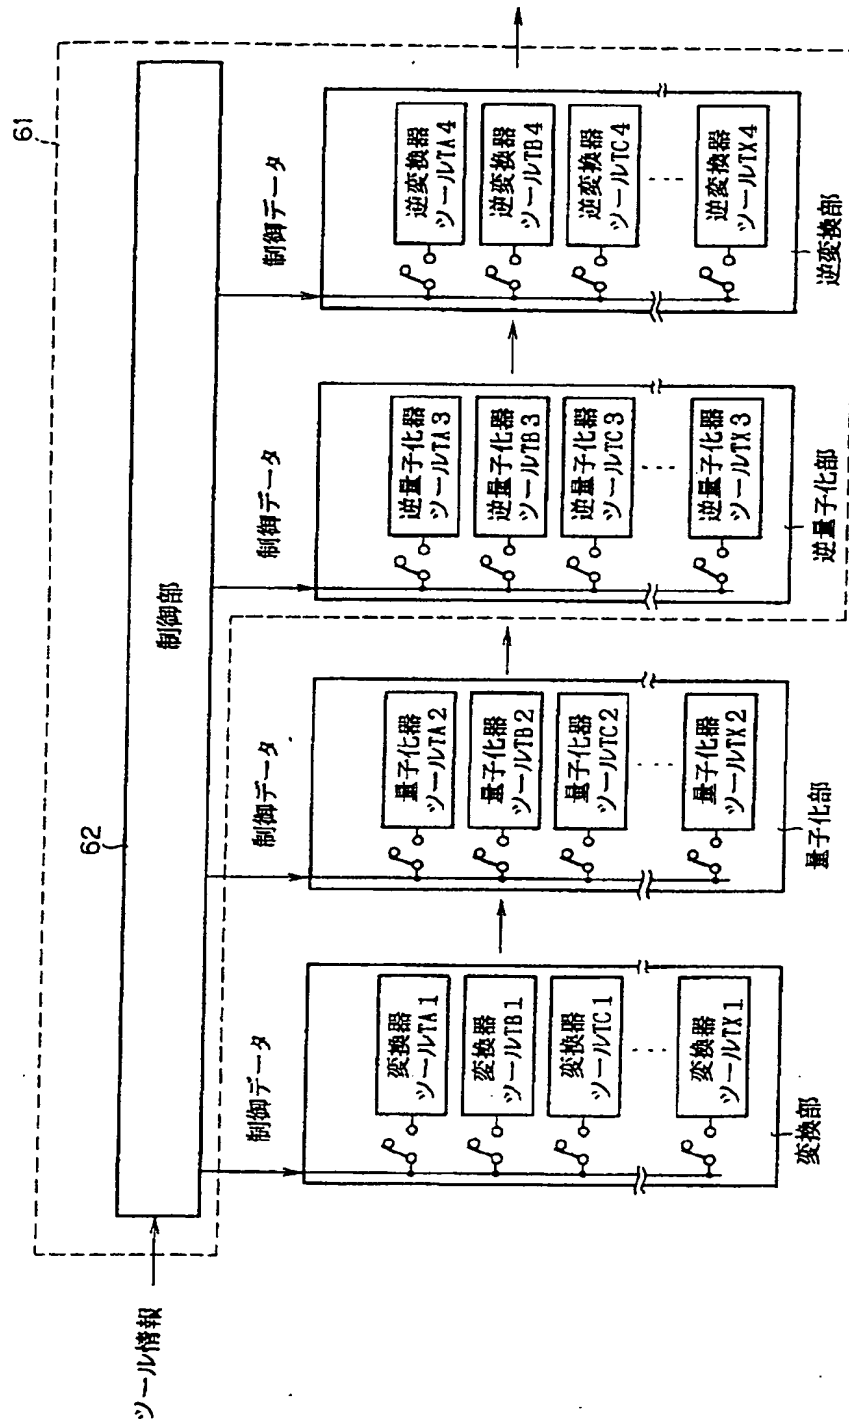 61
62
ツール情報
制御部
制御データ
制御データ
制御データ
制御データ
変換器
ツールTA1
変換器
ツールTB1
変換器
ツールTC1
変換器
ツールTX1
変換部
量子化器
ツールTA2
量子化器
ツールTB2
量子化器
ツールTC2
量子化器
ツールTX2
量子化部
逆量子化器
ツールTA3
逆量子化器
ツールTB3
逆量子化器
ツールTC3
逆量子化器
ツールTX3
逆量子化部
逆変換器
ツールTA4
逆変換器
ツールTB4
逆変換器
ツールTC4
逆変換器
ツールTX4
逆変換部